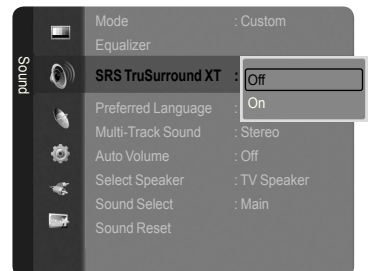 Sound
Mode : Custom
Equalizer
SRS TruSurround XT :
Off
On
Preferred Language :
Multi-Track Sound : Stereo
Auto Volume : Off
Select Speaker : TV Speaker
Sound Select : Main
Sound Reset